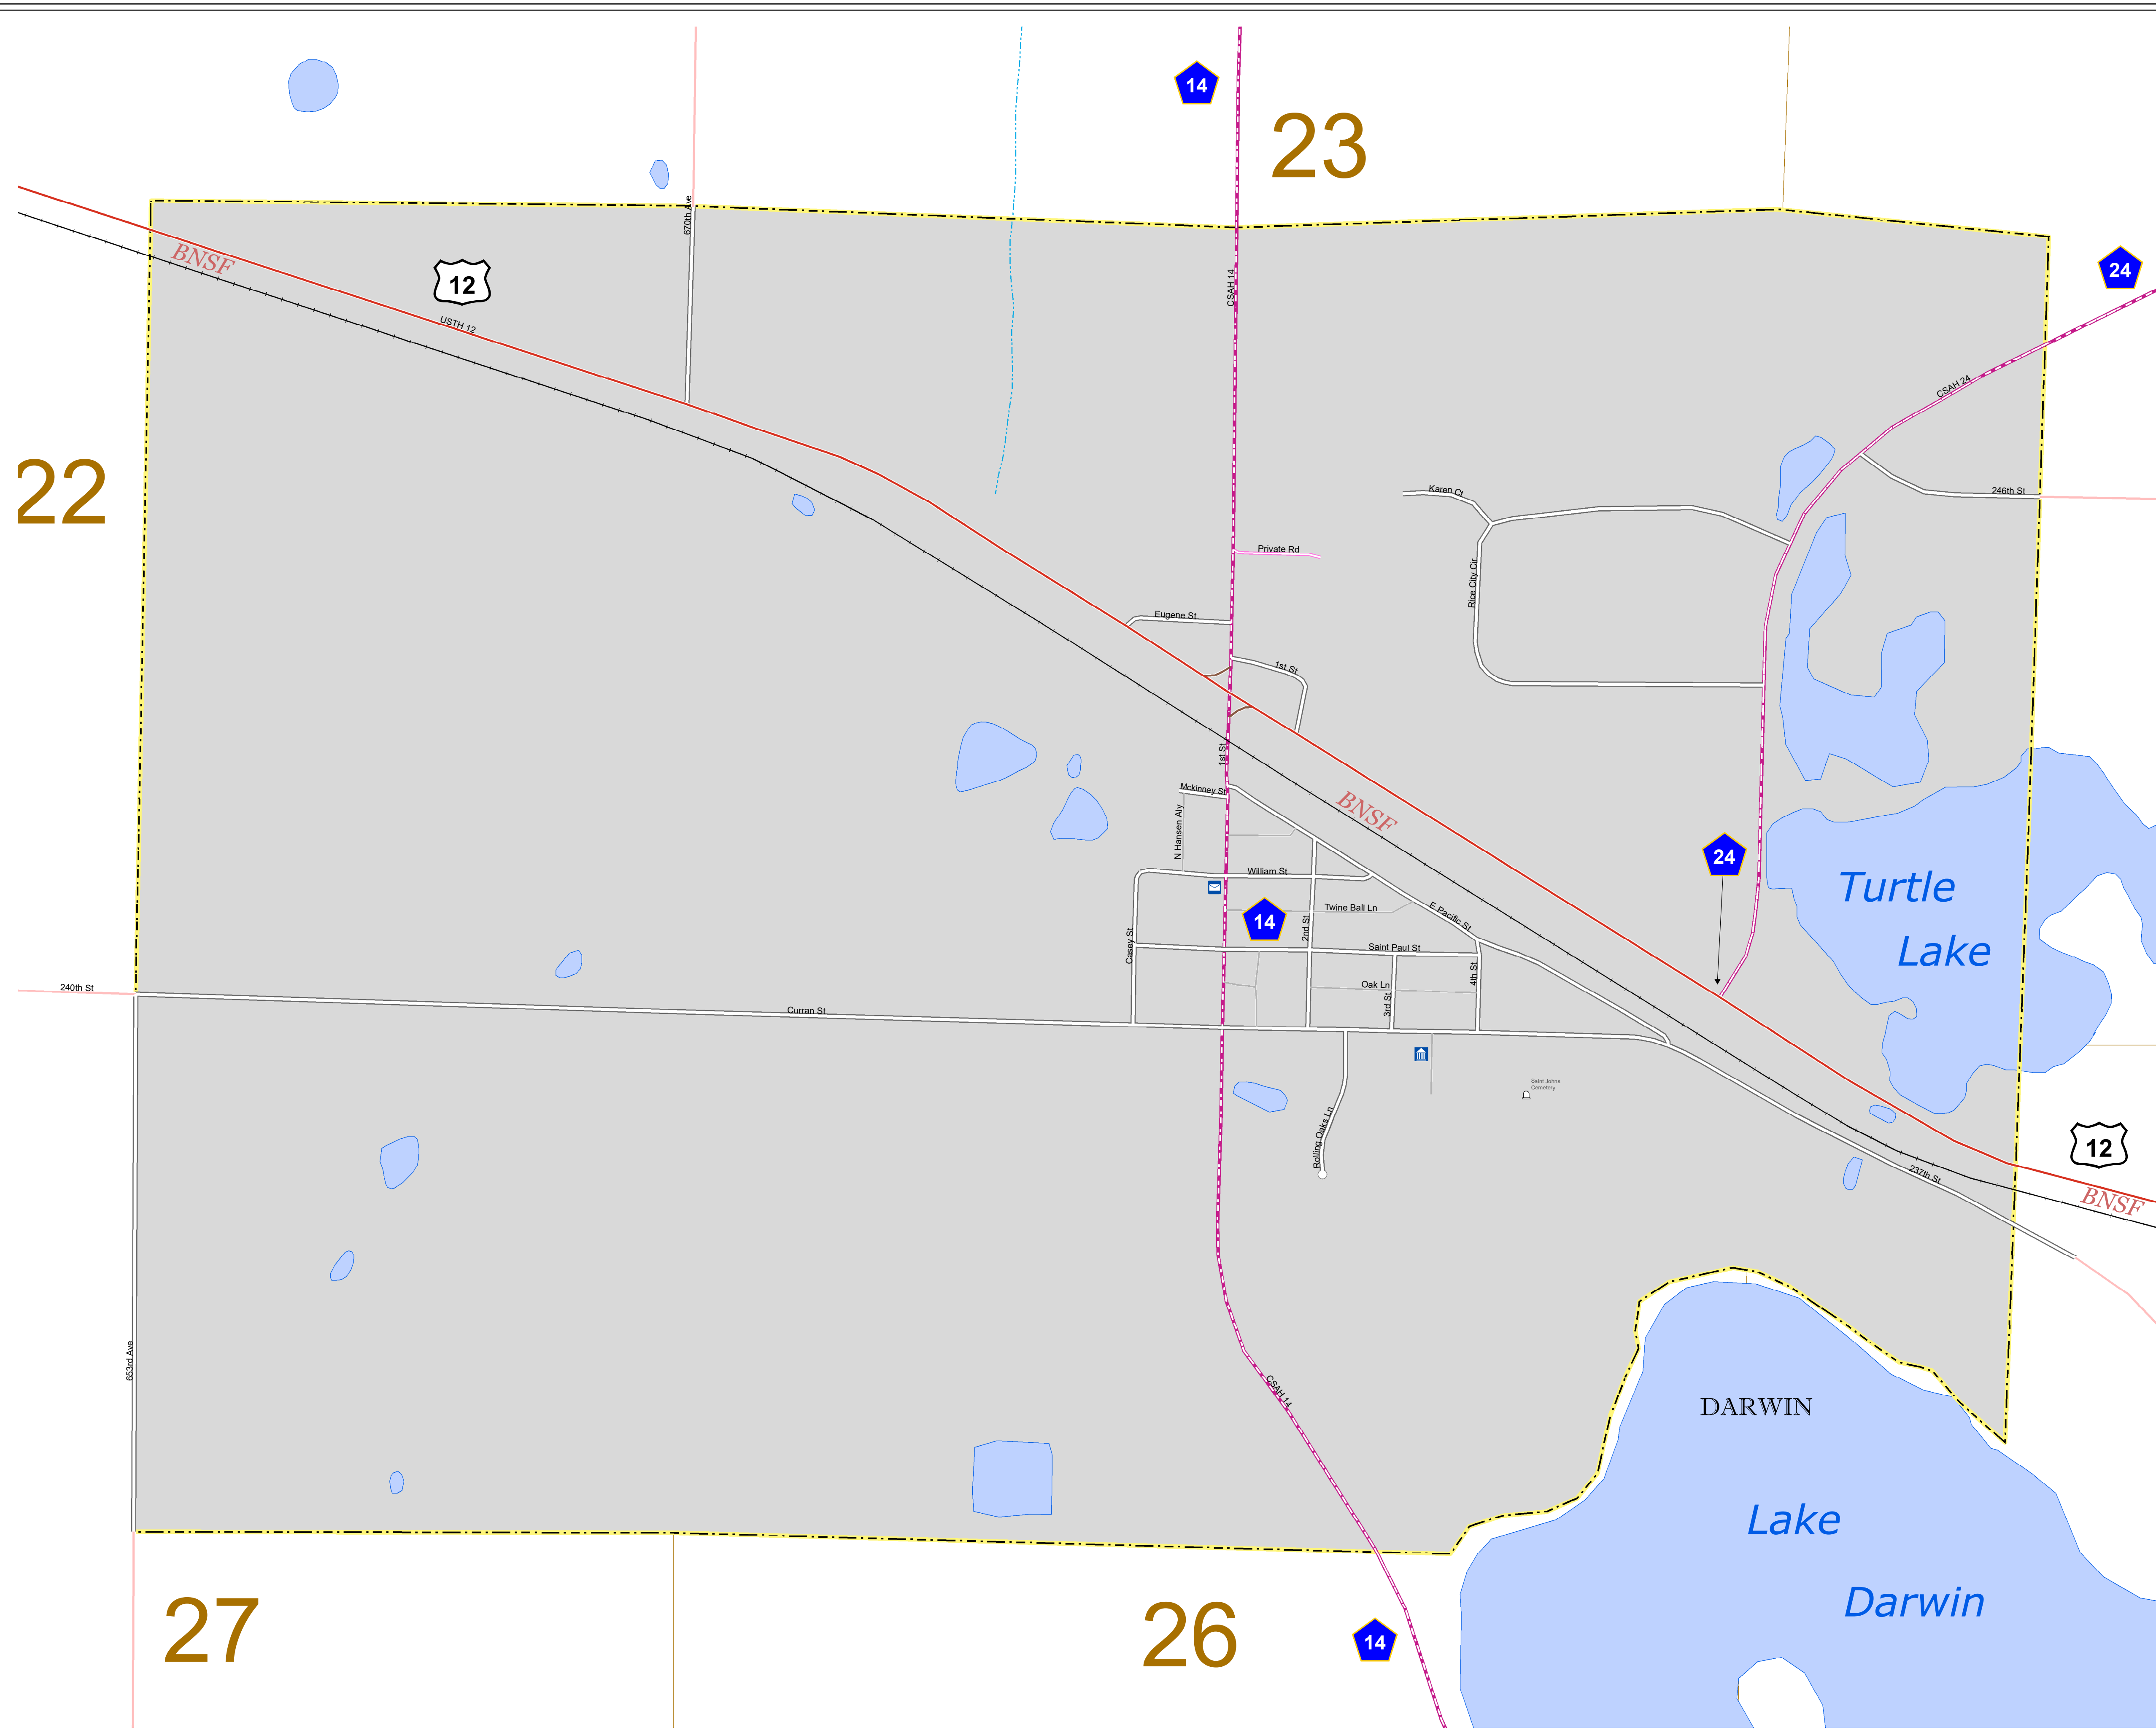 14
23
670th Ave
BNSF
12
USTH 12
CSAH 14
24
CSAH 24
22
Karen Ct
246th St
Private Rd
Rice City Cir
Eugene St
1st St
1st St
Mckinney St
BNSF
N Hansen Aly
24
William St
Turtle
Lake
Twine Ball Ln
14
E Pacific St
2nd St
Casey St
Saint Paul St
4th St
240th St
Oak Ln
3rd St
Curran St
Saint Johns
Cemetery
Rolling Oaks Ln
12
237th St
BNSF
653rd Ave
CSAH 14
DARWIN
Lake
Darwin
27
26
14